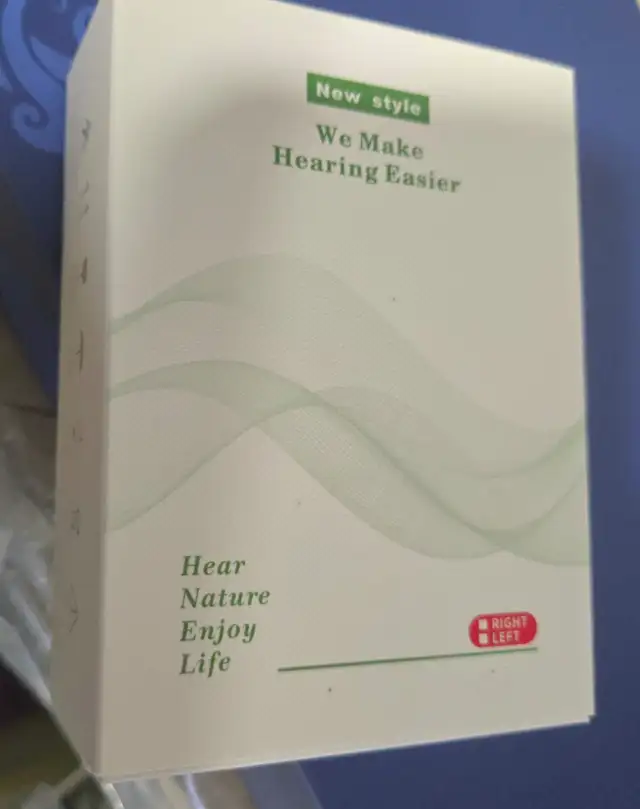 New style
We Make
Hearing Easier
Hear
Nature
Enjoy
Life
RIGHT
LEFT